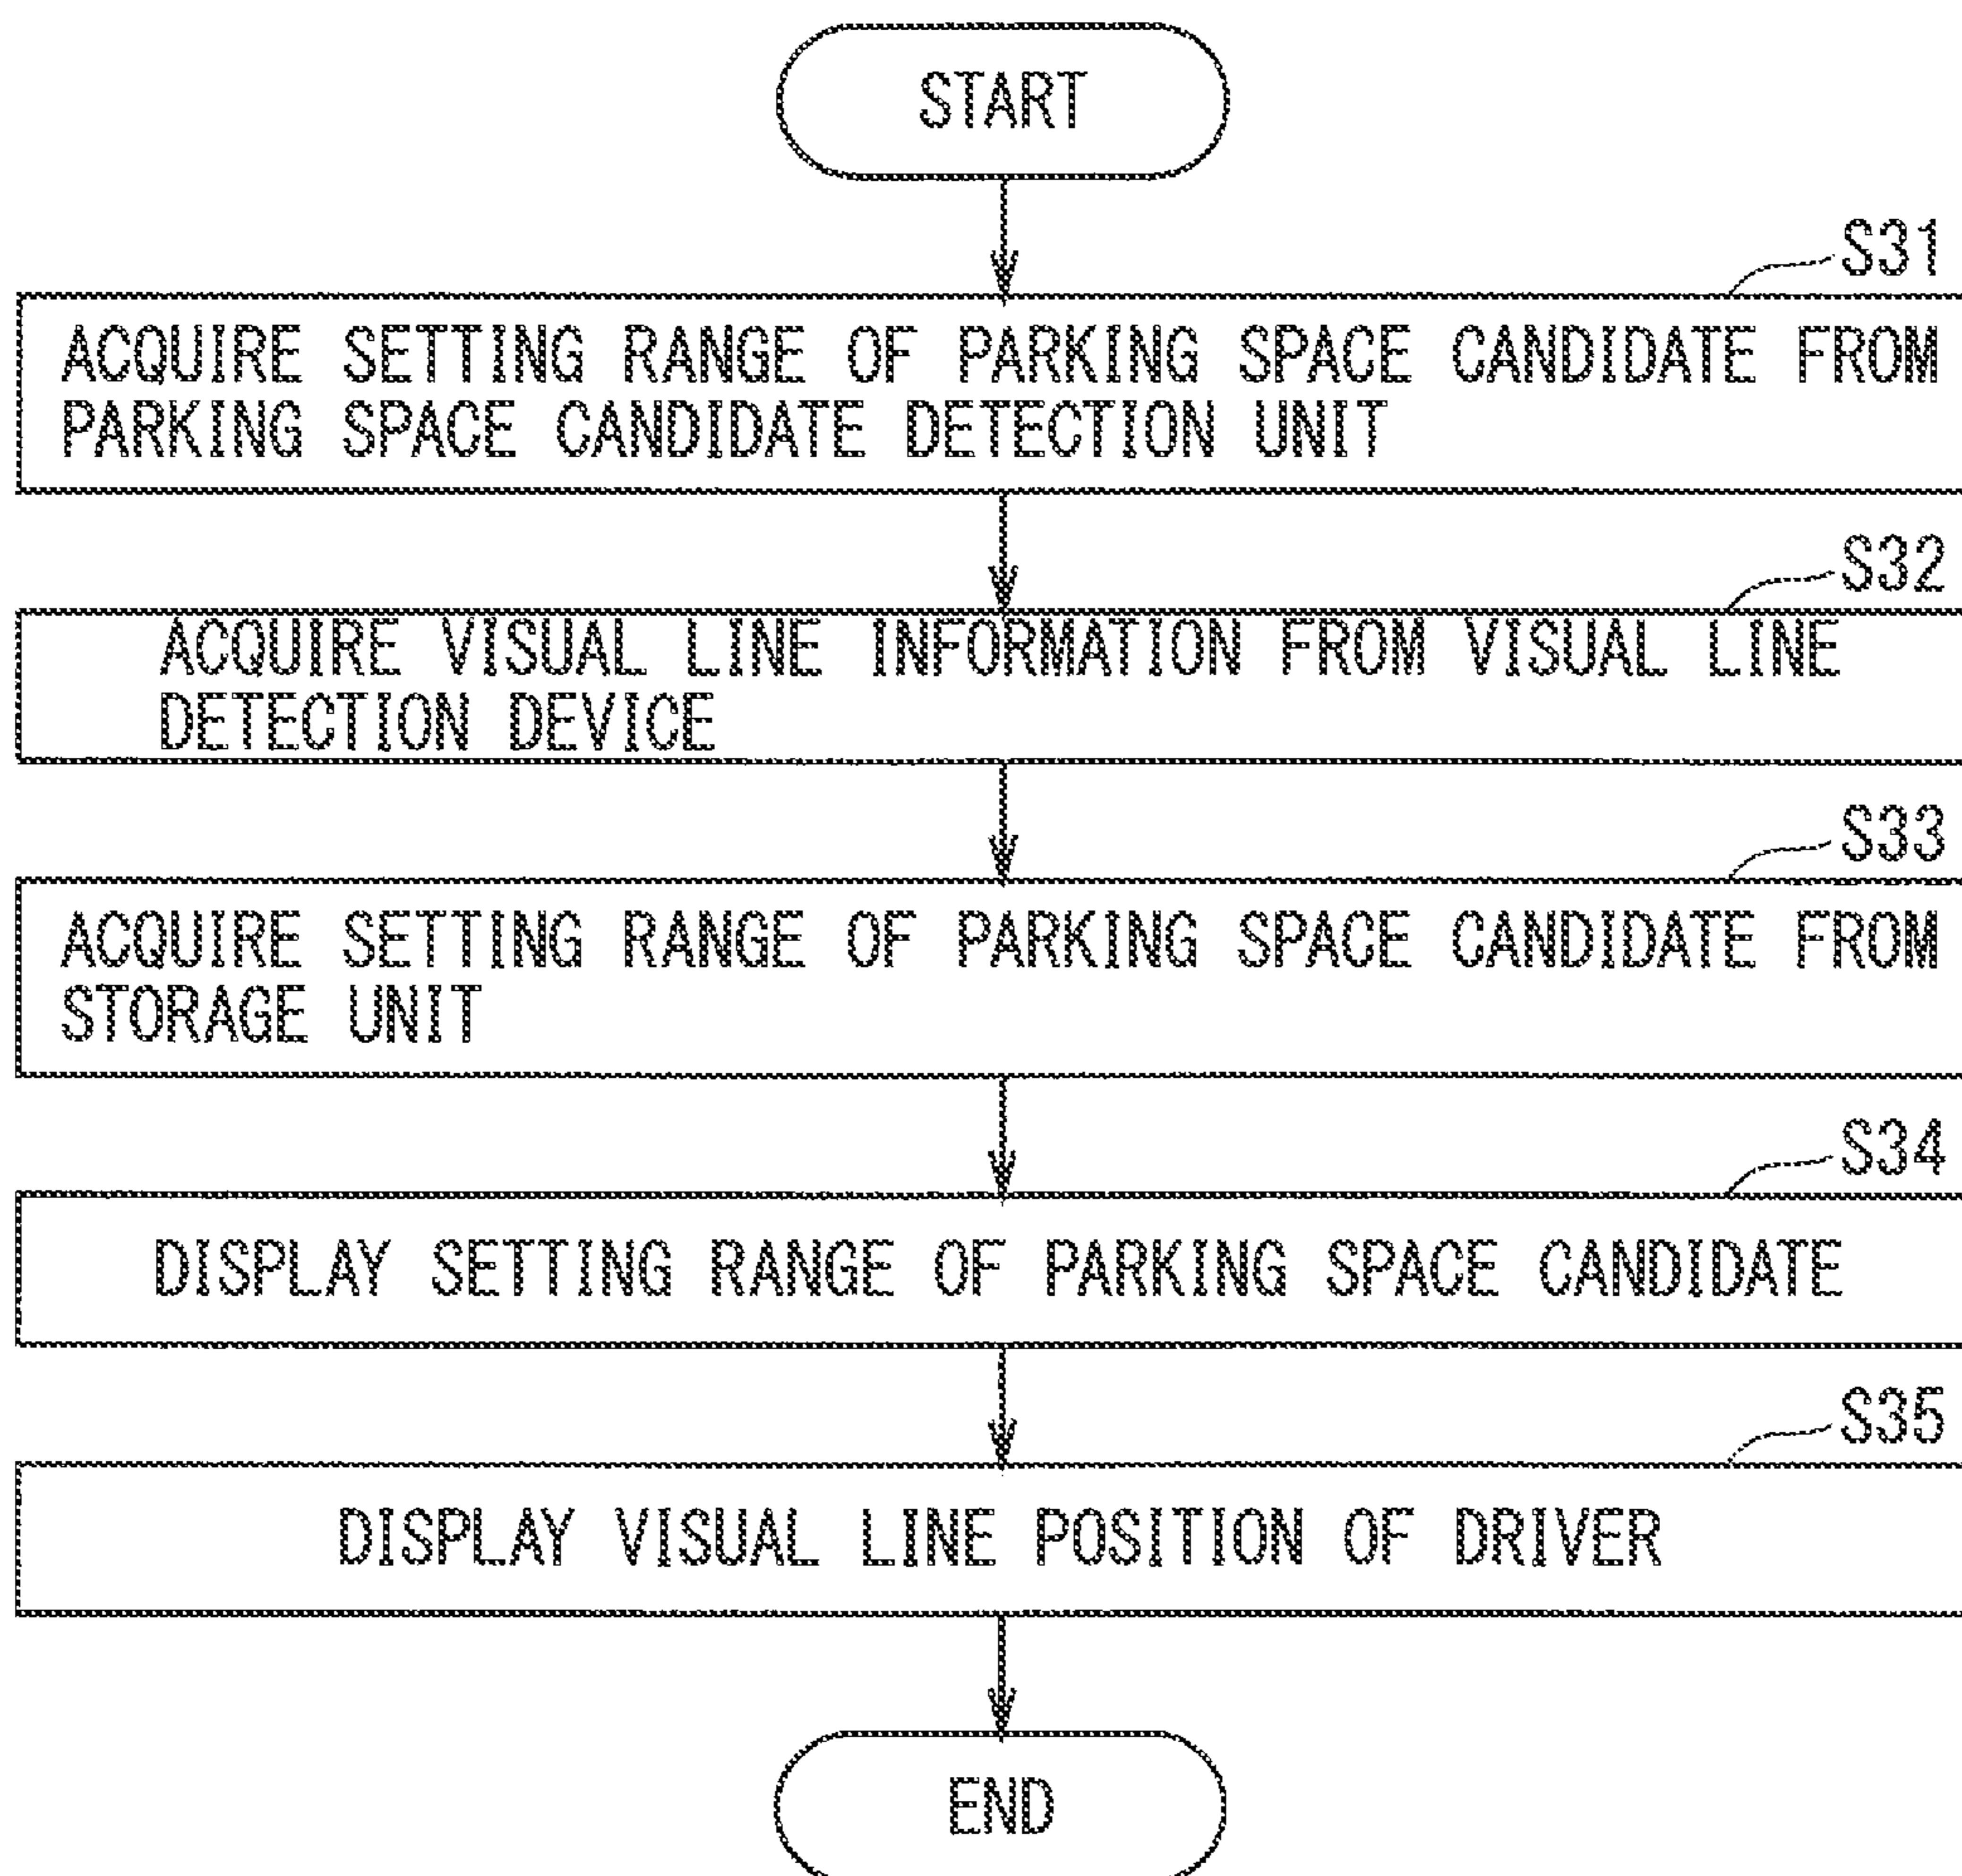 START
S31
ACQUIRE SETTING RANGE OF PARKING SPACE CANDIDATE FROM
PARKING SPACE CANDIDATE DETECTION UNIT
S32
ACQUIRE VISUAL LINE INFORMATION FROM VISUAL LINE
DETECTION DEVICE
S33
ACQUIRE SETTING RANGE OF PARKING SPACE CANDIDATE FROM
STORAGE UNIT
S34
DISPLAY SETTING RANGE OF PARKING SPACE CANDIDATE
S35
DISPLAY VISUAL LINE POSITION OF DRIVER
END